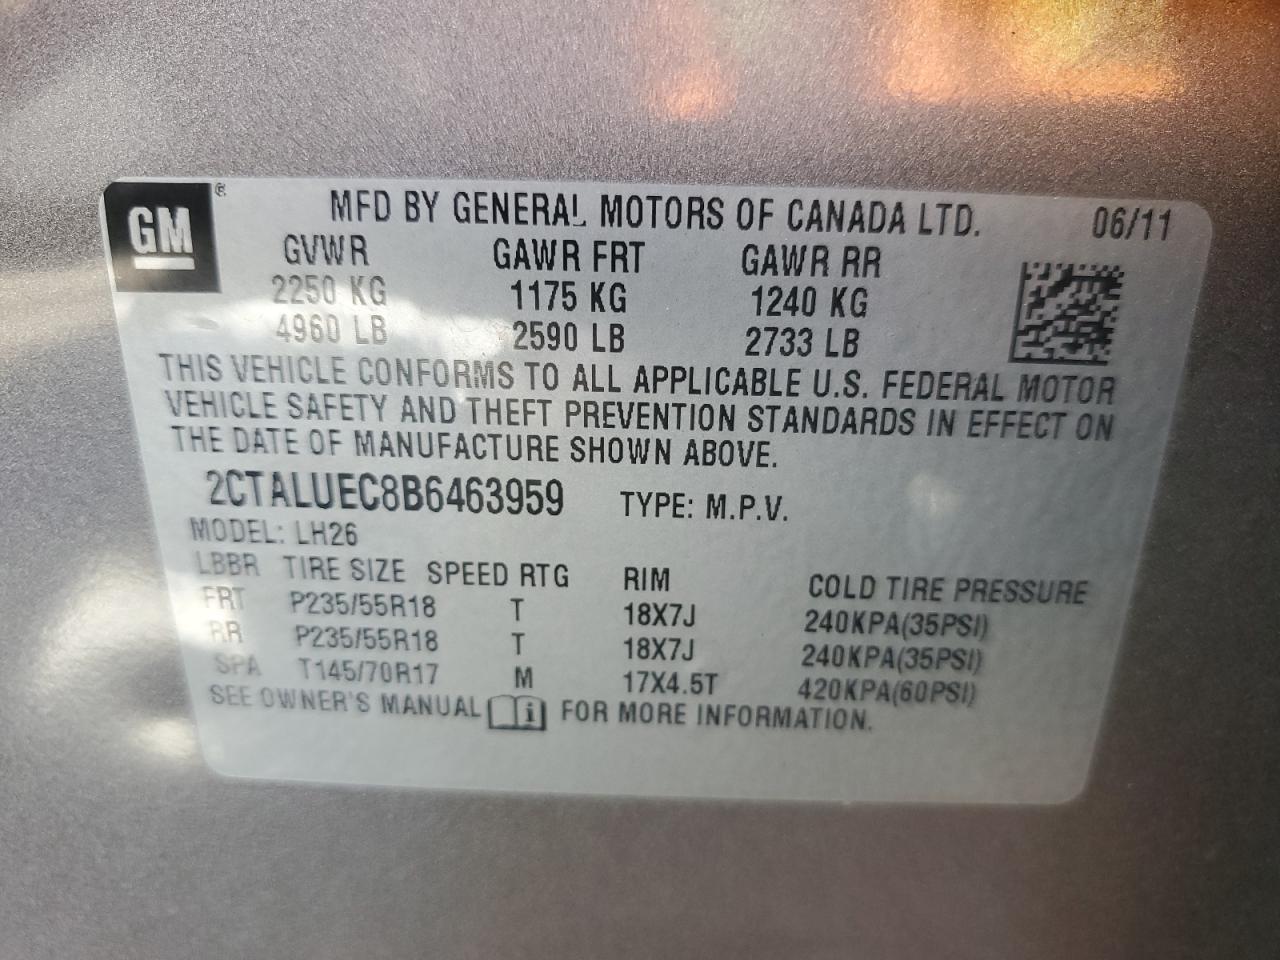 GM ®
MFD BY GENERAL MOTORS OF CANADA LTD. 06/11
GVWR GAWR FRT GAWR RR
2250 KG 1175 KG 1240 KG
4960 LB 2590 LB 2733 LB
THIS VEHICLE CONFORMS TO ALL APPLICABLE U.S. FEDERAL MOTOR
VEHICLE SAFETY AND THEFT PREVENTION STANDARDS IN EFFECT ON
THE DATE OF MANUFACTURE SHOWN ABOVE.
2CTALUEC8B6463959 TYPE: M.P.V.
MODEL: LH26
LBBR TIRE SIZE SPEED RTG RIM COLD TIRE PRESSURE
FRT P235/55R18 T 18X7J 240KPA(35PSI)
RR P235/55R18 T 18X7J 240KPA(35PSI)
SPA T145/70R17 M 17X4.5T 420KPA(60PSI)
SEE OWNER'S MANUAL i FOR MORE INFORMATION.